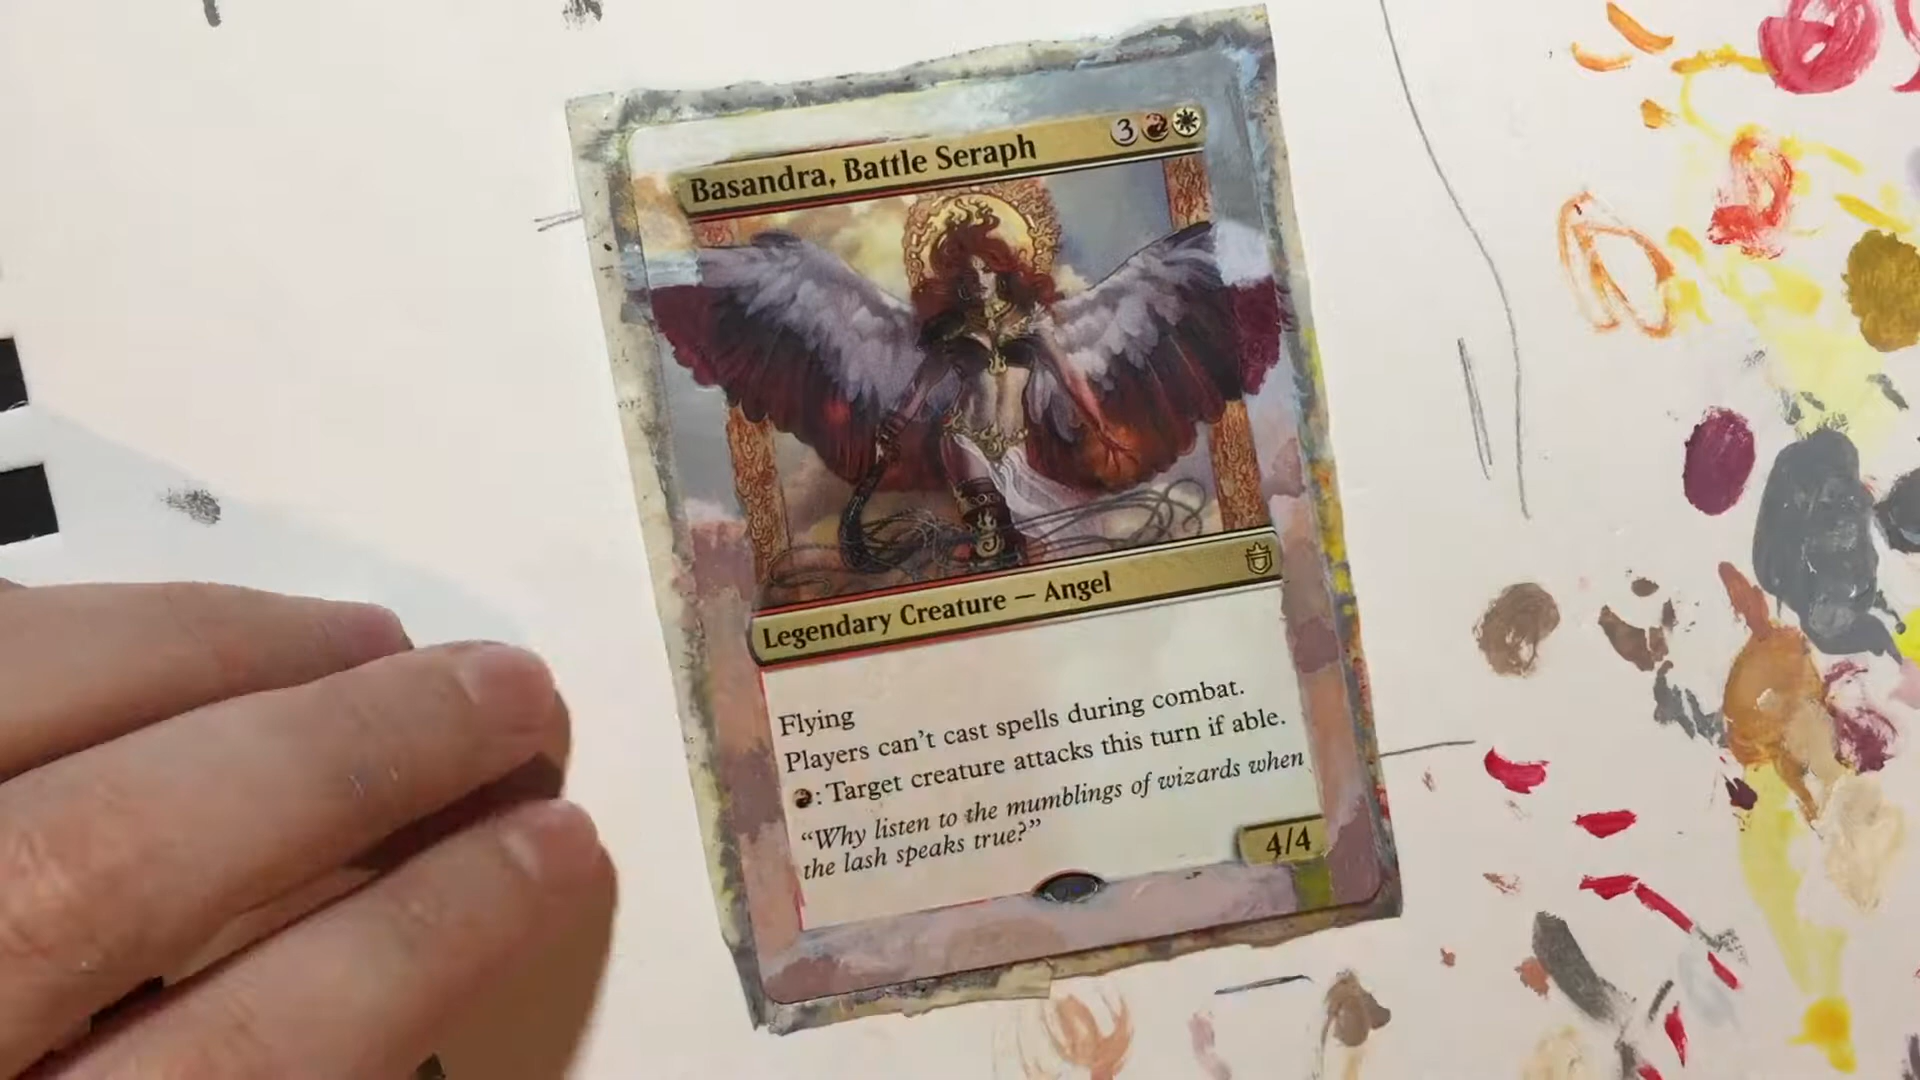 Basandra, Battle Seraph 3
Legendary Creature — Angel
Flying
Players can't cast spells during combat.
: Target creature attacks this turn if able.
“Why listen to the mumblings of wizards when
the lash speaks true?”
4/4